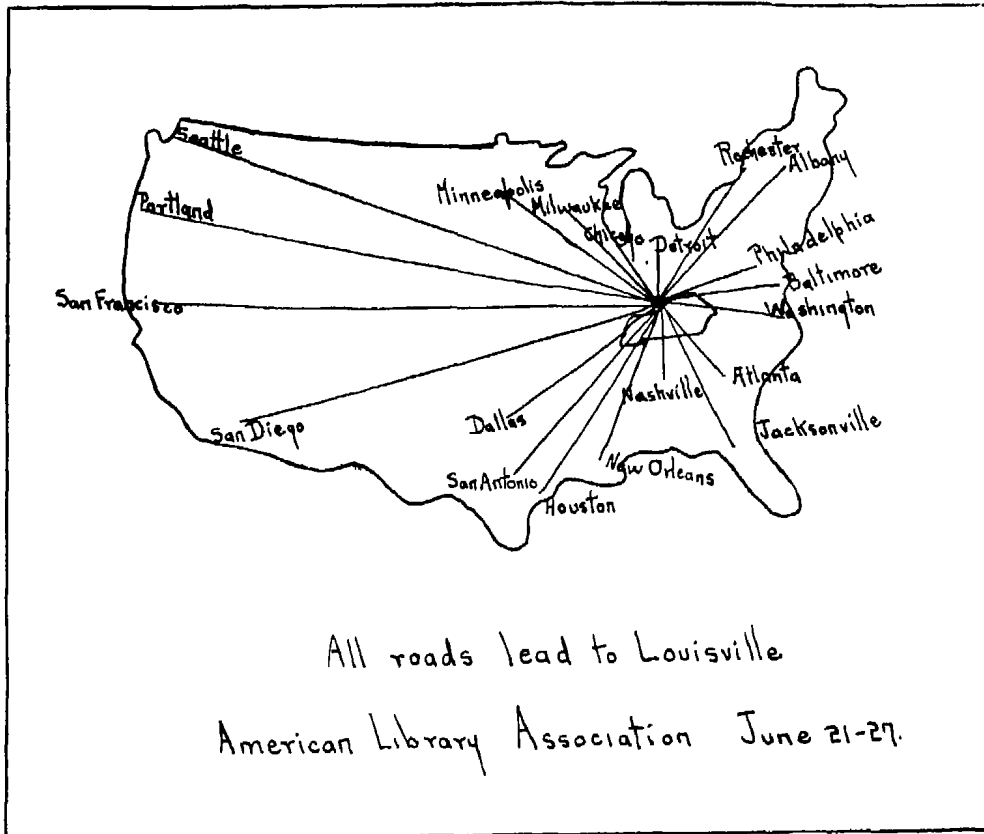 Seattle
Rochester
Albany
Minneapolis
Milwaukee
Portland
Chicago
Detroit
Philadelphia
Baltimore
San Francisco
Washington
Atlanta
Nashville
Dallas
San Diego
Jacksonville
New Orleans
San Antonio
Houston
All roads lead to Louisville
American Library Association June 21-27.